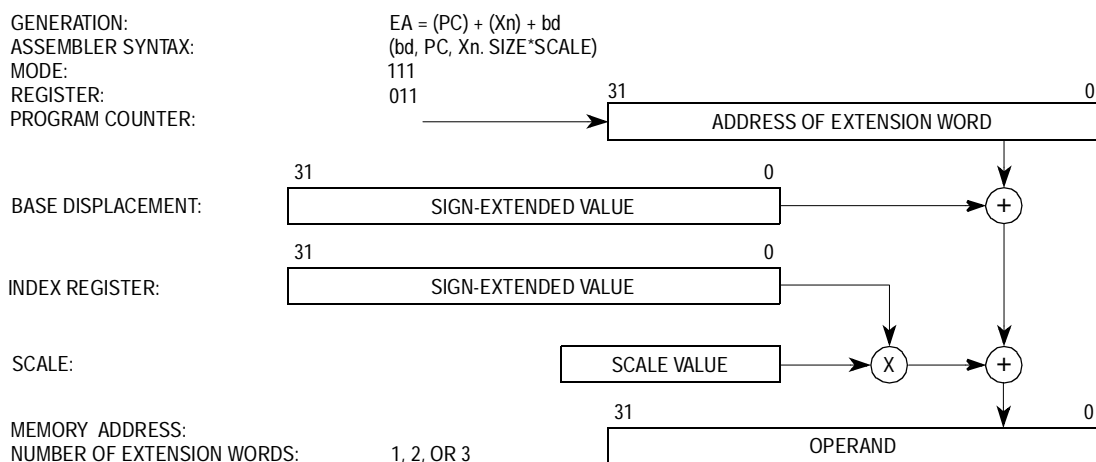 GENERATION: EA = (PC) + (Xn) + bd
ASSEMBLER SYNTAX: (bd, PC, Xn. SIZE*SCALE)
MODE: 111
REGISTER: 011
31 0
PROGRAM COUNTER: ADDRESS OF EXTENSION WORD
31 0
BASE DISPLACEMENT: SIGN-EXTENDED VALUE +
31 0
INDEX REGISTER: SIGN-EXTENDED VALUE
SCALE: SCALE VALUE X +
31 0
MEMORY ADDRESS: OPERAND
NUMBER OF EXTENSION WORDS: 1, 2, OR 3